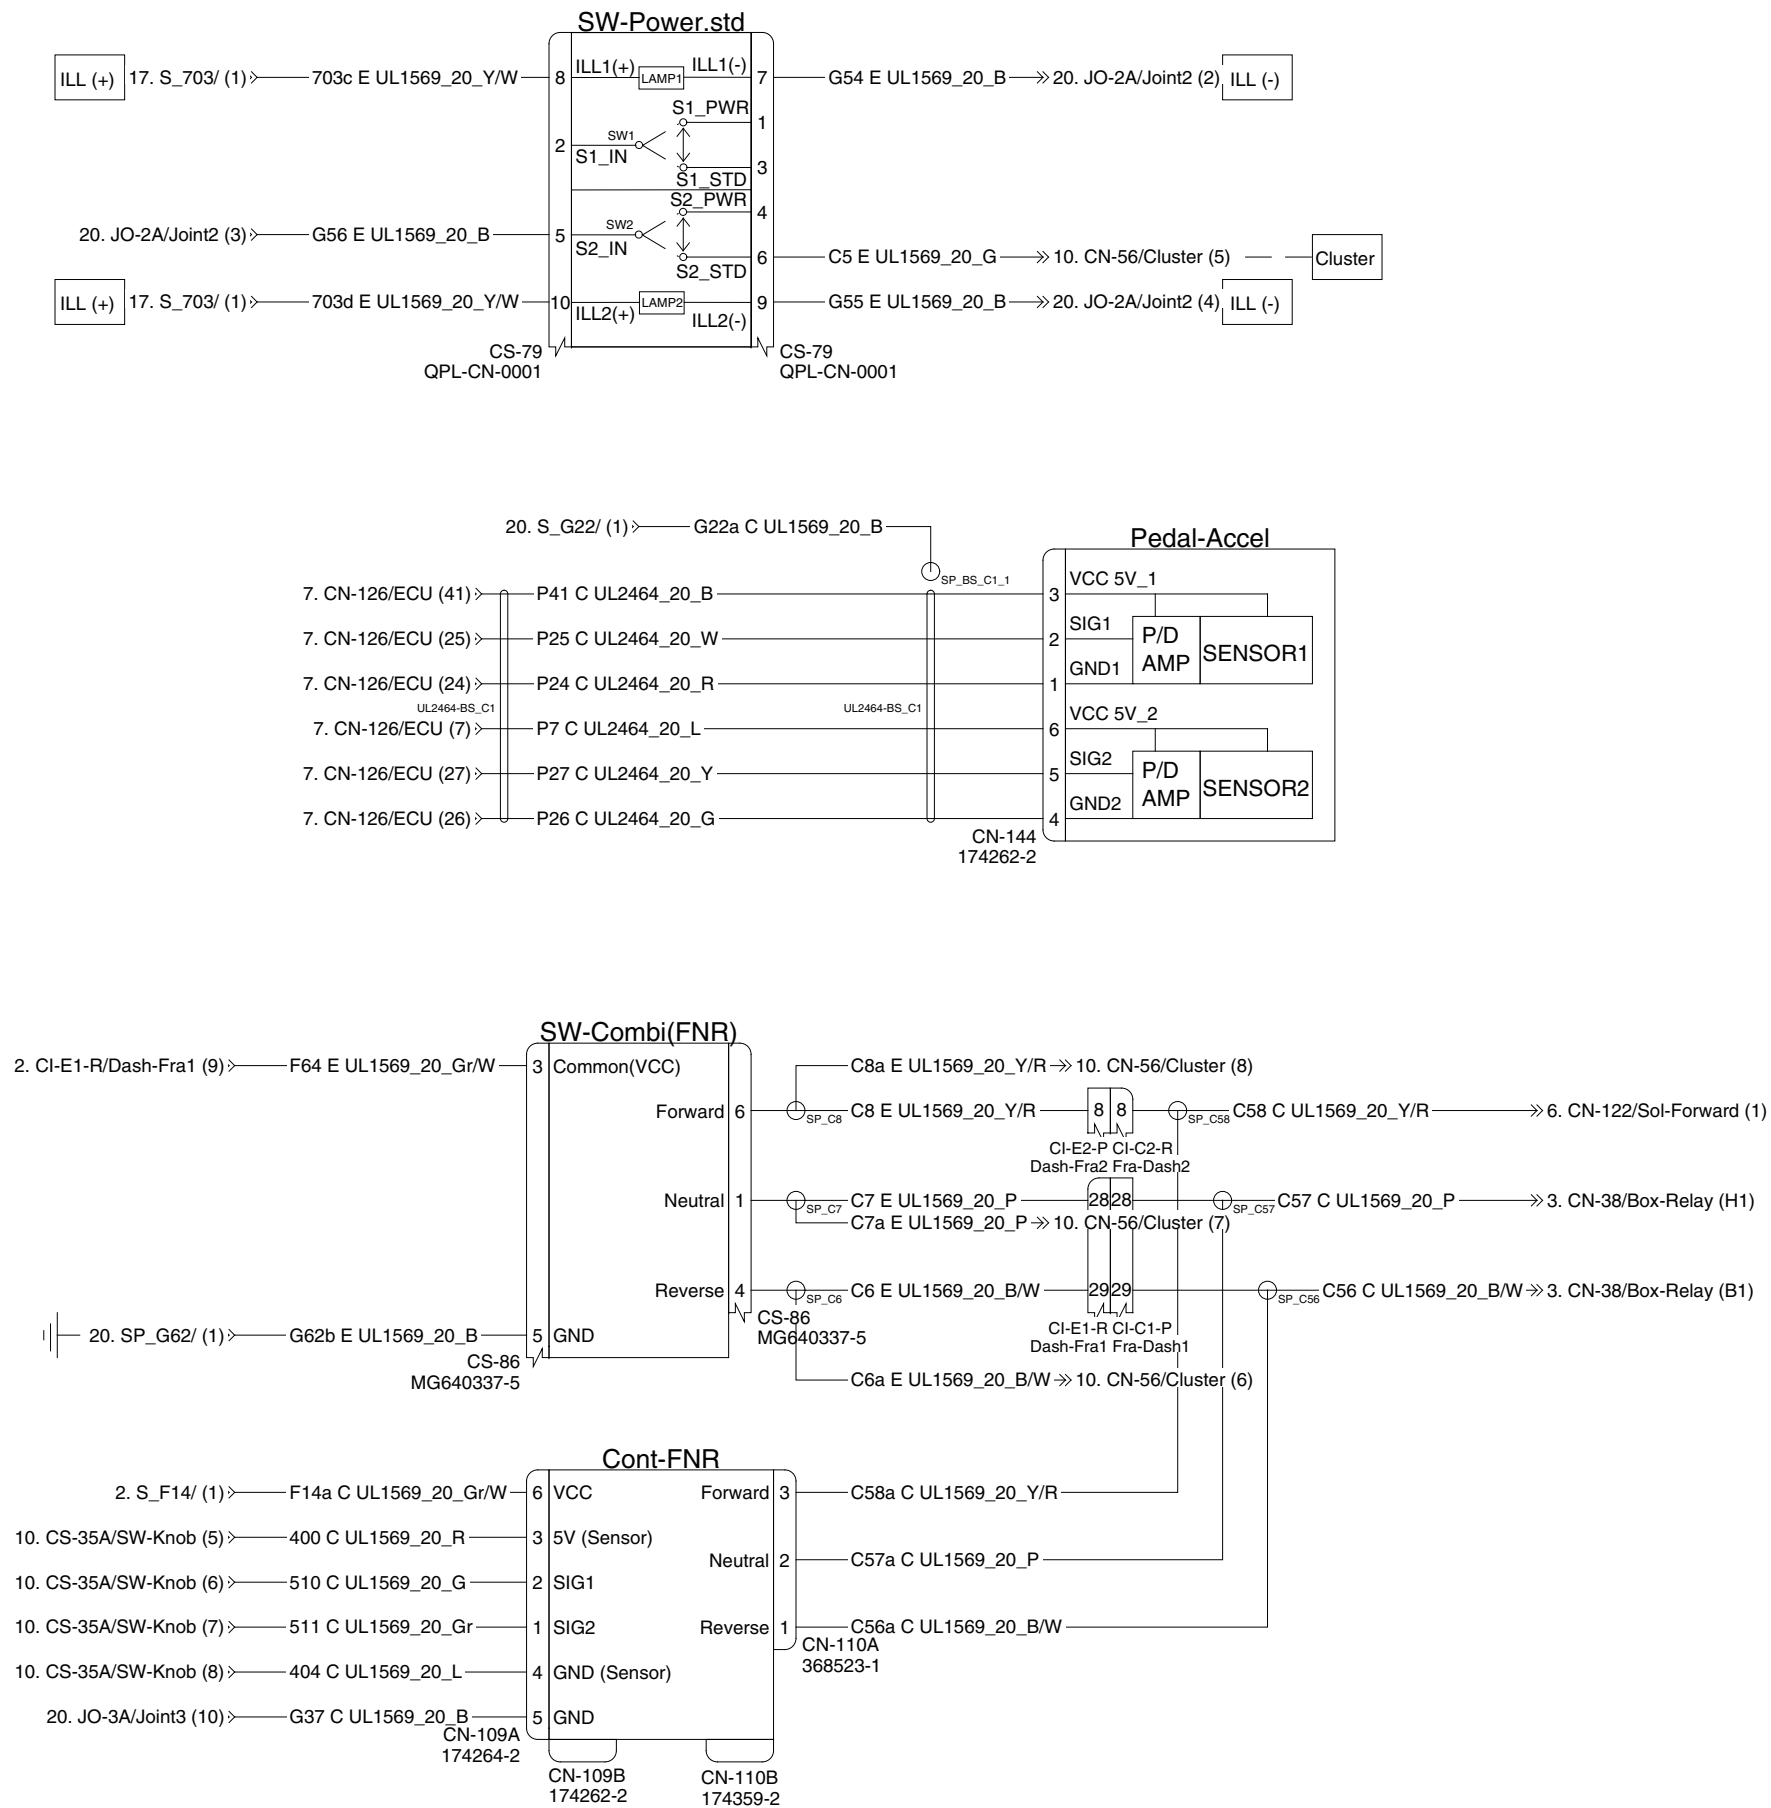 SW-Power.std
ILL (+) 17. S_703/ (1) 703c E UL1569_20_Y/W 8 ILL1(+) LAMP1 ILL1(-) 7 G54 E UL1569_20_B 20. JO-2A/Joint2 (2) ILL (-)
S1_PWR 1
2 SW1 S1_IN
S1_STD 3
S2_PWR 4
20. JO-2A/Joint2 (3) G56 E UL1569_20_B 5 SW2 S2_IN
S2_STD 6 C5 E UL1569_20_G 10. CN-56/Cluster (5) Cluster
ILL (+) 17. S_703/ (1) 703d E UL1569_20_Y/W 10 ILL2(+) LAMP2 ILL2(-) 9 G55 E UL1569_20_B 20. JO-2A/Joint2 (4) ILL (-)
CS-79 CS-79
QPL-CN-0001 QPL-CN-0001
20. S_G22/ (1) G22a C UL1569_20_B
Pedal-Accel
SP_BS_C1_1
7. CN-126/ECU (41) P41 C UL2464_20_B 3 VCC 5V_1
7. CN-126/ECU (25) P25 C UL2464_20_W 2 SIG1 P/D AMP SENSOR1
7. CN-126/ECU (24) P24 C UL2464_20_R 1 GND1
UL2464-BS_C1 UL2464-BS_C1
7. CN-126/ECU (7) P7 C UL2464_20_L 6 VCC 5V_2
7. CN-126/ECU (27) P27 C UL2464_20_Y 5 SIG2 P/D AMP SENSOR2
7. CN-126/ECU (26) P26 C UL2464_20_G 4 GND2
CN-144
174262-2
SW-Combi(FNR)
2. CI-E1-R/Dash-Fra1 (9) F64 E UL1569_20_Gr/W 3 Common(VCC) C8a E UL1569_20_Y/R 10. CN-56/Cluster (8)
Forward 6 SP_C8 C8 E UL1569_20_Y/R 8 8 SP_C58 C58 C UL1569_20_Y/R 6. CN-122/Sol-Forward (1)
CI-E2-P CI-C2-R
Dash-Fra2 Fra-Dash2
Neutral 1 SP_C7 C7 E UL1569_20_P 28 28 SP_C57 C57 C UL1569_20_P 3. CN-38/Box-Relay (H1)
C7a E UL1569_20_P 10. CN-56/Cluster (7)
Reverse 4 SP_C6 C6 E UL1569_20_B/W 29 29 SP_C56 C56 C UL1569_20_B/W 3. CN-38/Box-Relay (B1)
CS-86 CI-E1-R CI-C1-P
MG640337-5 Dash-Fra1 Fra-Dash1
20. SP_G62/ (1) G62b E UL1569_20_B 5 GND
CS-86
MG640337-5
C6a E UL1569_20_B/W 10. CN-56/Cluster (6)
Cont-FNR
2. S_F14/ (1) F14a C UL1569_20_Gr/W 6 VCC Forward 3 C58a C UL1569_20_Y/R
10. CS-35A/SW-Knob (5) 400 C UL1569_20_R 3 5V (Sensor)
Neutral 2 C57a C UL1569_20_P
10. CS-35A/SW-Knob (6) 510 C UL1569_20_G 2 SIG1
10. CS-35A/SW-Knob (7) 511 C UL1569_20_Gr 1 SIG2 Reverse 1 C56a C UL1569_20_B/W
CN-110A
368523-1
10. CS-35A/SW-Knob (8) 404 C UL1569_20_L 4 GND (Sensor)
20. JO-3A/Joint3 (10) G37 C UL1569_20_B 5 GND
CN-109A
174264-2
CN-109B CN-110B
174262-2 174359-2